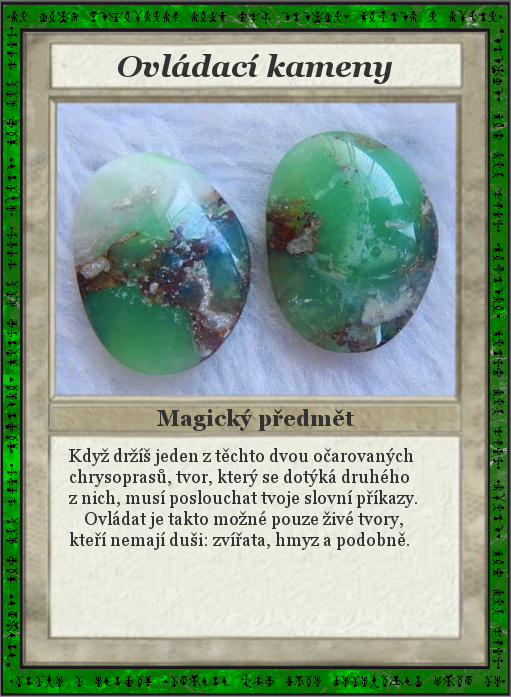 Ovládací kameny
Magický předmět
Když držíš jeden z těchto dvou očarovaných
chrysoprasů, tvor, který se dotýká druhého
z nich, musí poslouchat tvoje slovní příkazy.
Ovládat je takto možné pouze živé tvory,
kteří nemají duši: zvířata, hmyz a podobně.